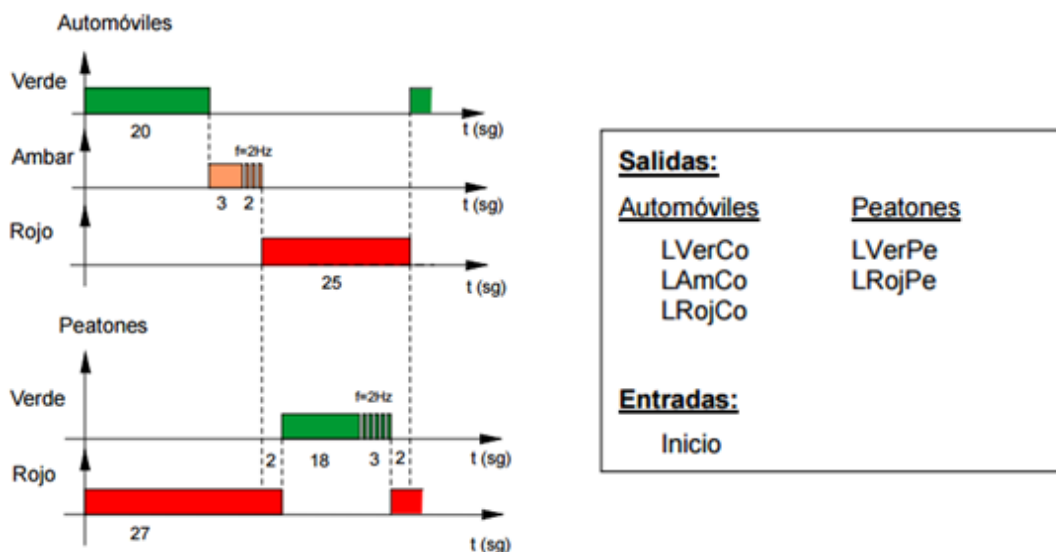 Automóviles
Verde
20
t (sg)
Ambar
f=2Hz
3 2
t (sg)
Rojo
25
t (sg)
Peatones
Verde
f=2Hz
2 18 3 2
t (sg)
Rojo
27
t (sg)
Salidas:
Automóviles Peatones
LVerCo LVerPe
LAmCo LRojPe
LRojCo
Entradas:
Inicio